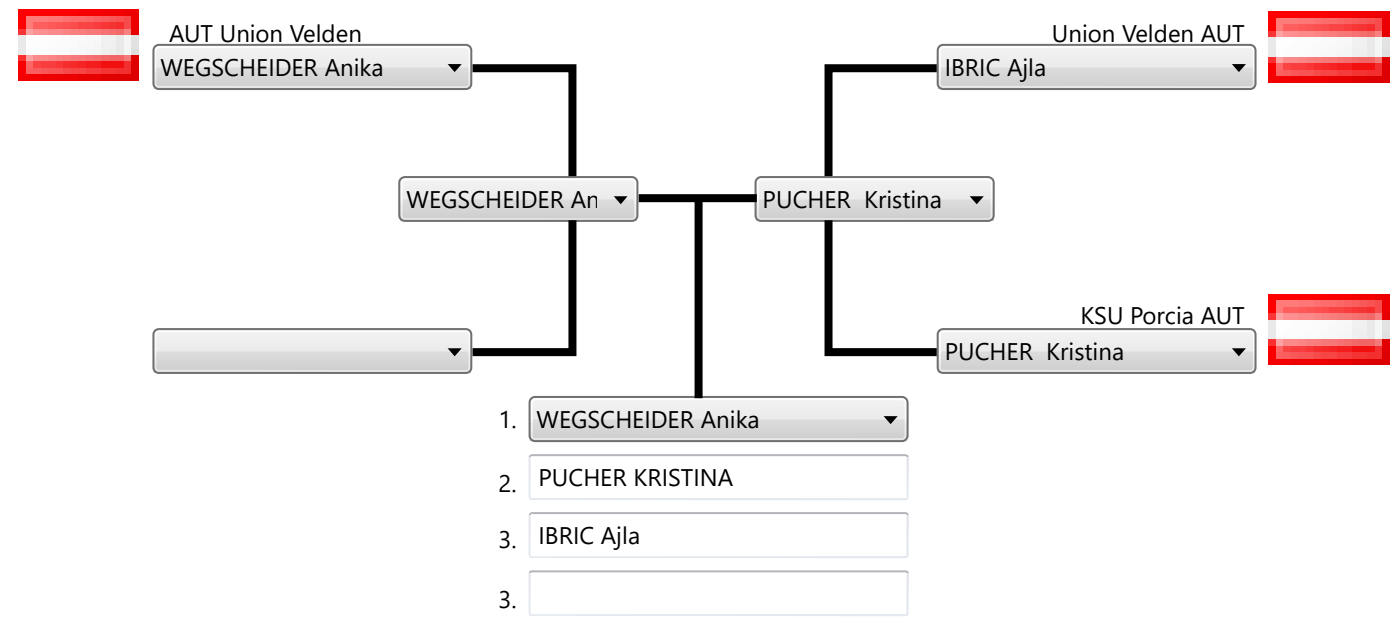 AUT Union Velden
Union Velden AUT
WEGSCHEIDER Anika
IBRIC Ajla
WEGSCHEIDER An
PUCHER  Kristina
KSU Porcia AUT
PUCHER  Kristina
1. WEGSCHEIDER Anika
2. PUCHER KRISTINA
3. IBRIC Ajla
3.